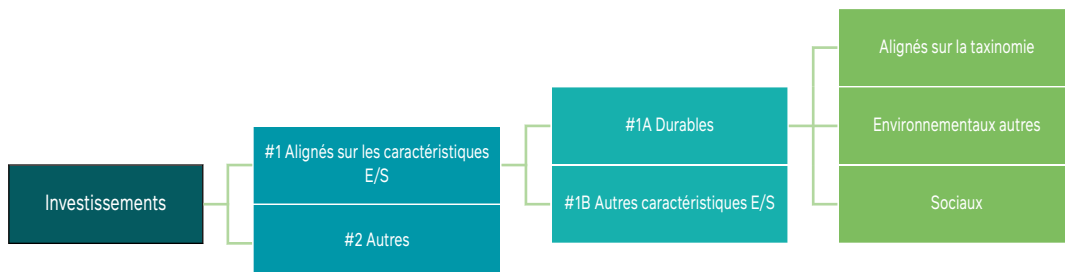 Investissements
#1 Alignés sur les caractéristiques
E/S
#2 Autres
#1A Durables
#1B Autres caractéristiques E/S
Alignés sur la taxinomie
Environnementaux autres
Sociaux